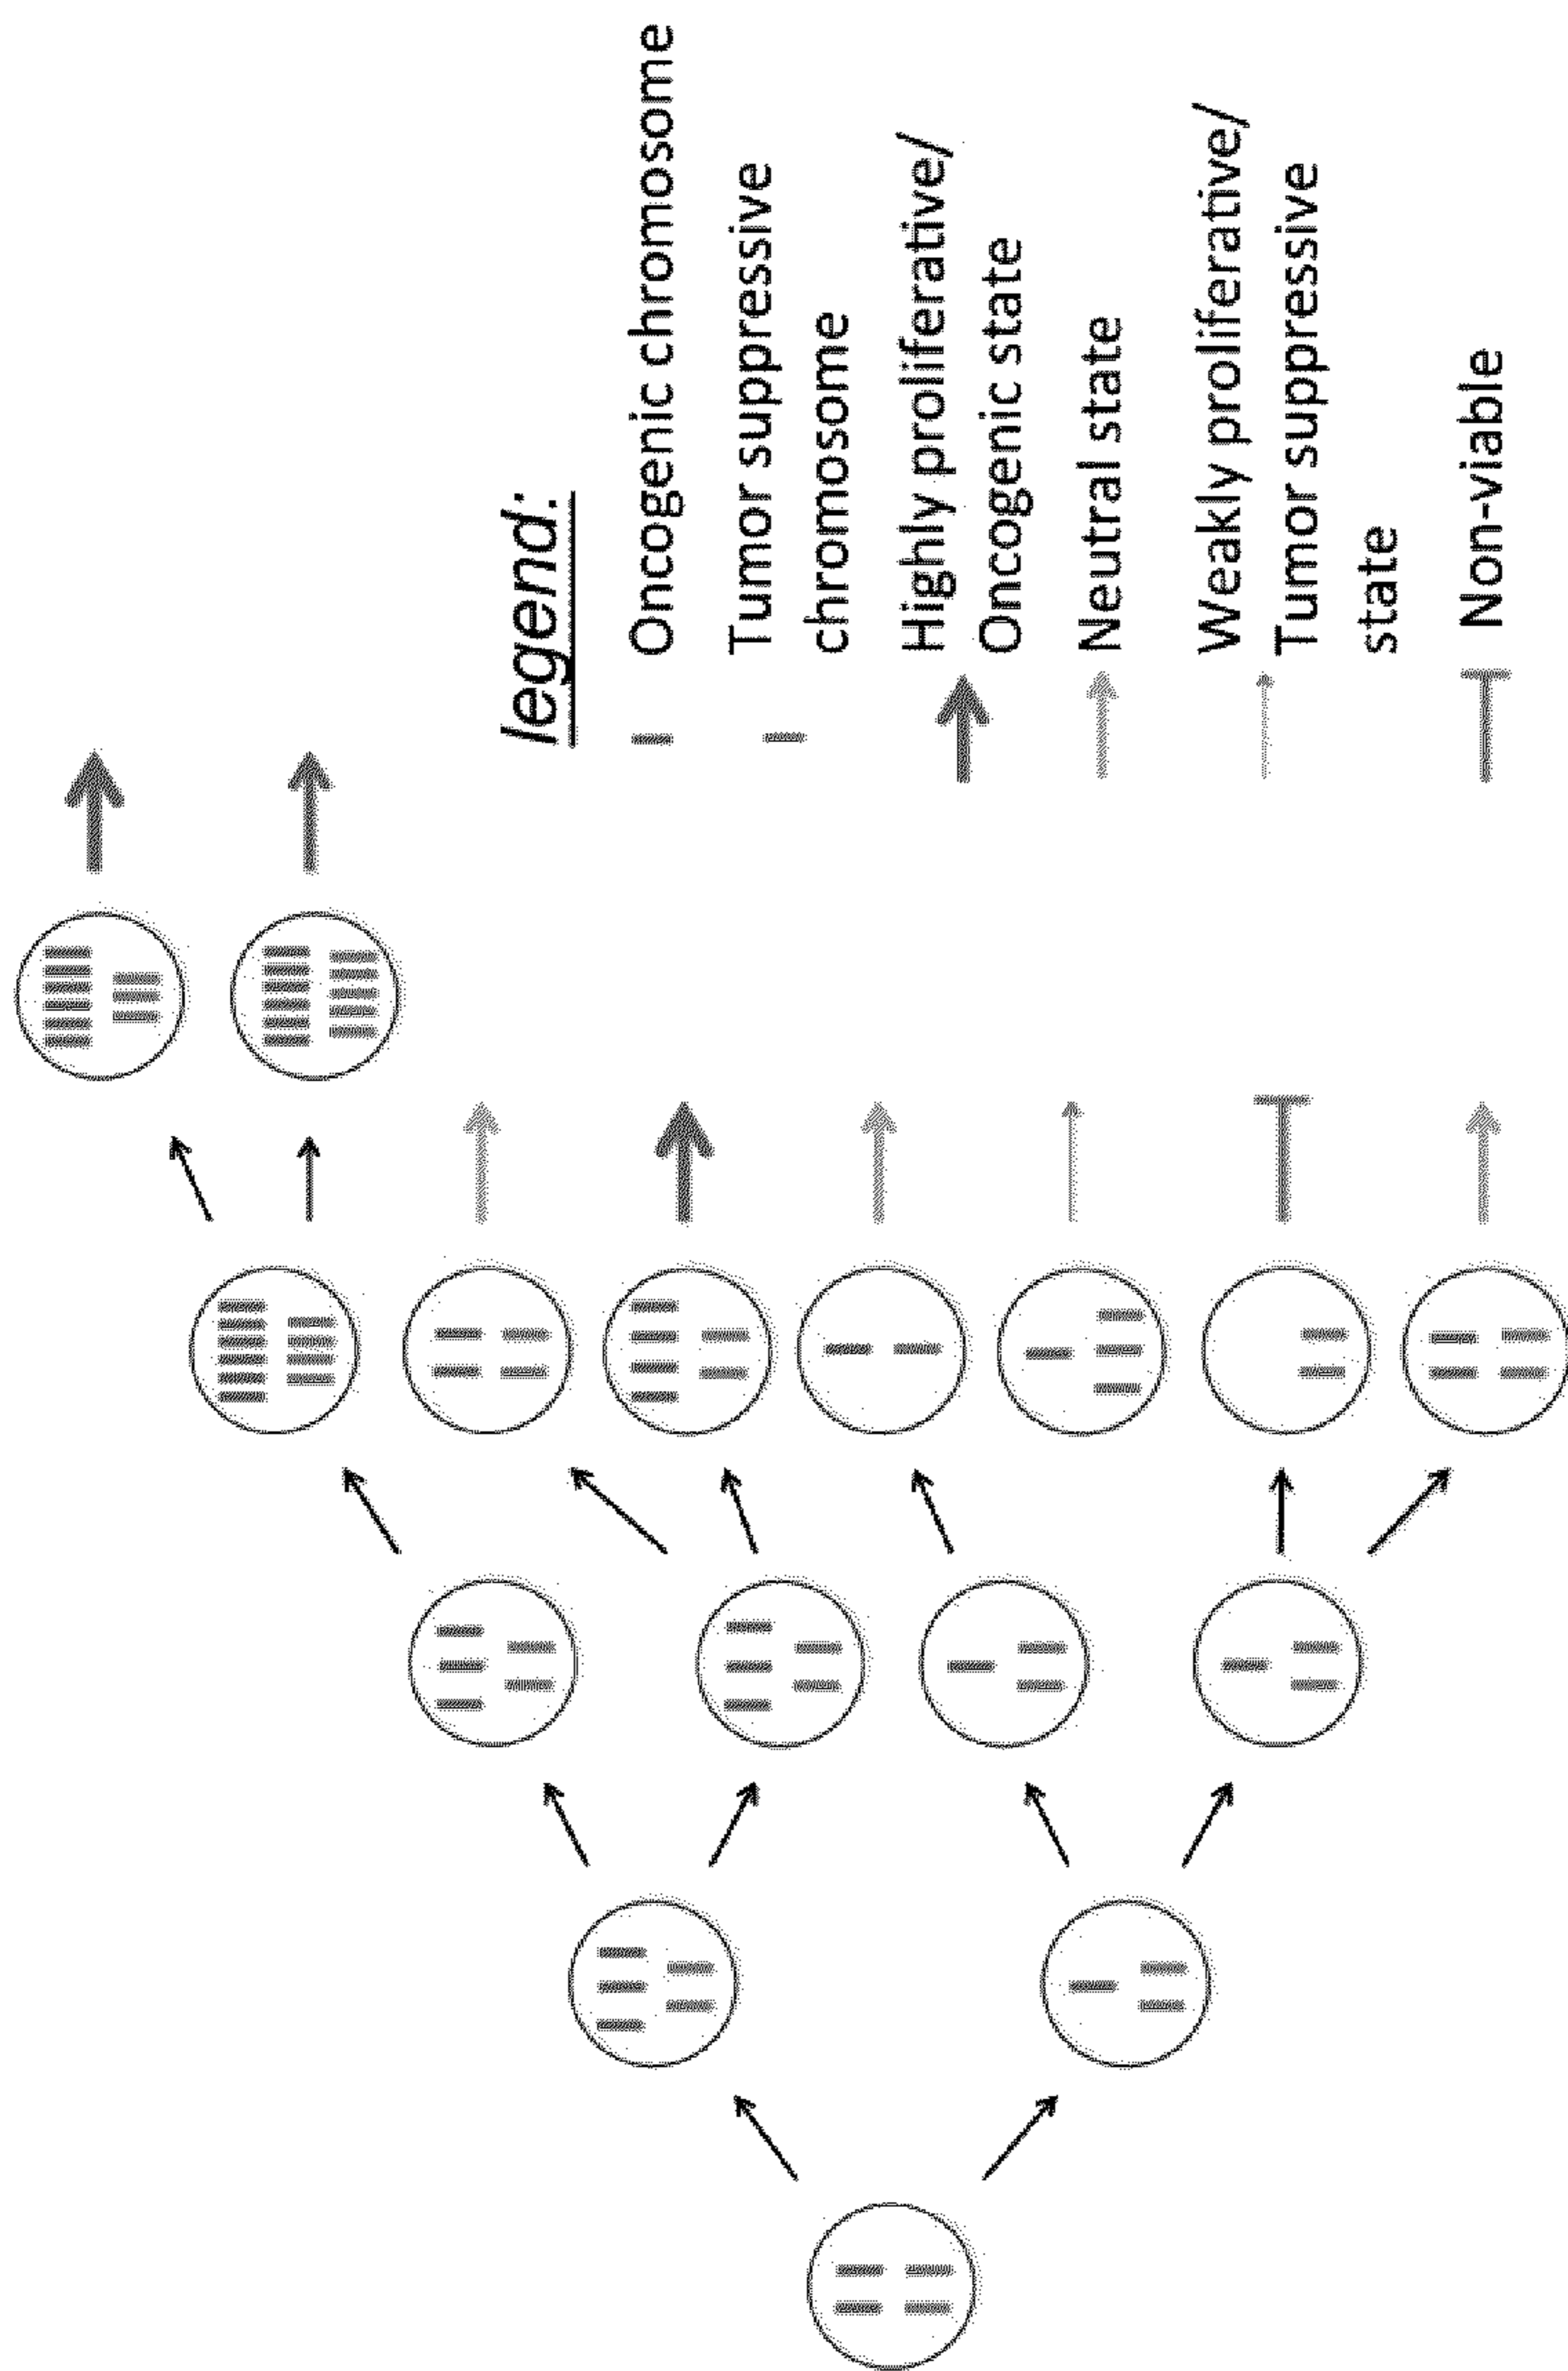 legend:
Oncogenic chromosome
Tumor suppressive
chromosome
Highly proliferative/
Oncogenic state
Neutral state
Weakly proliferative/
Tumor suppressive
state
Non-viable